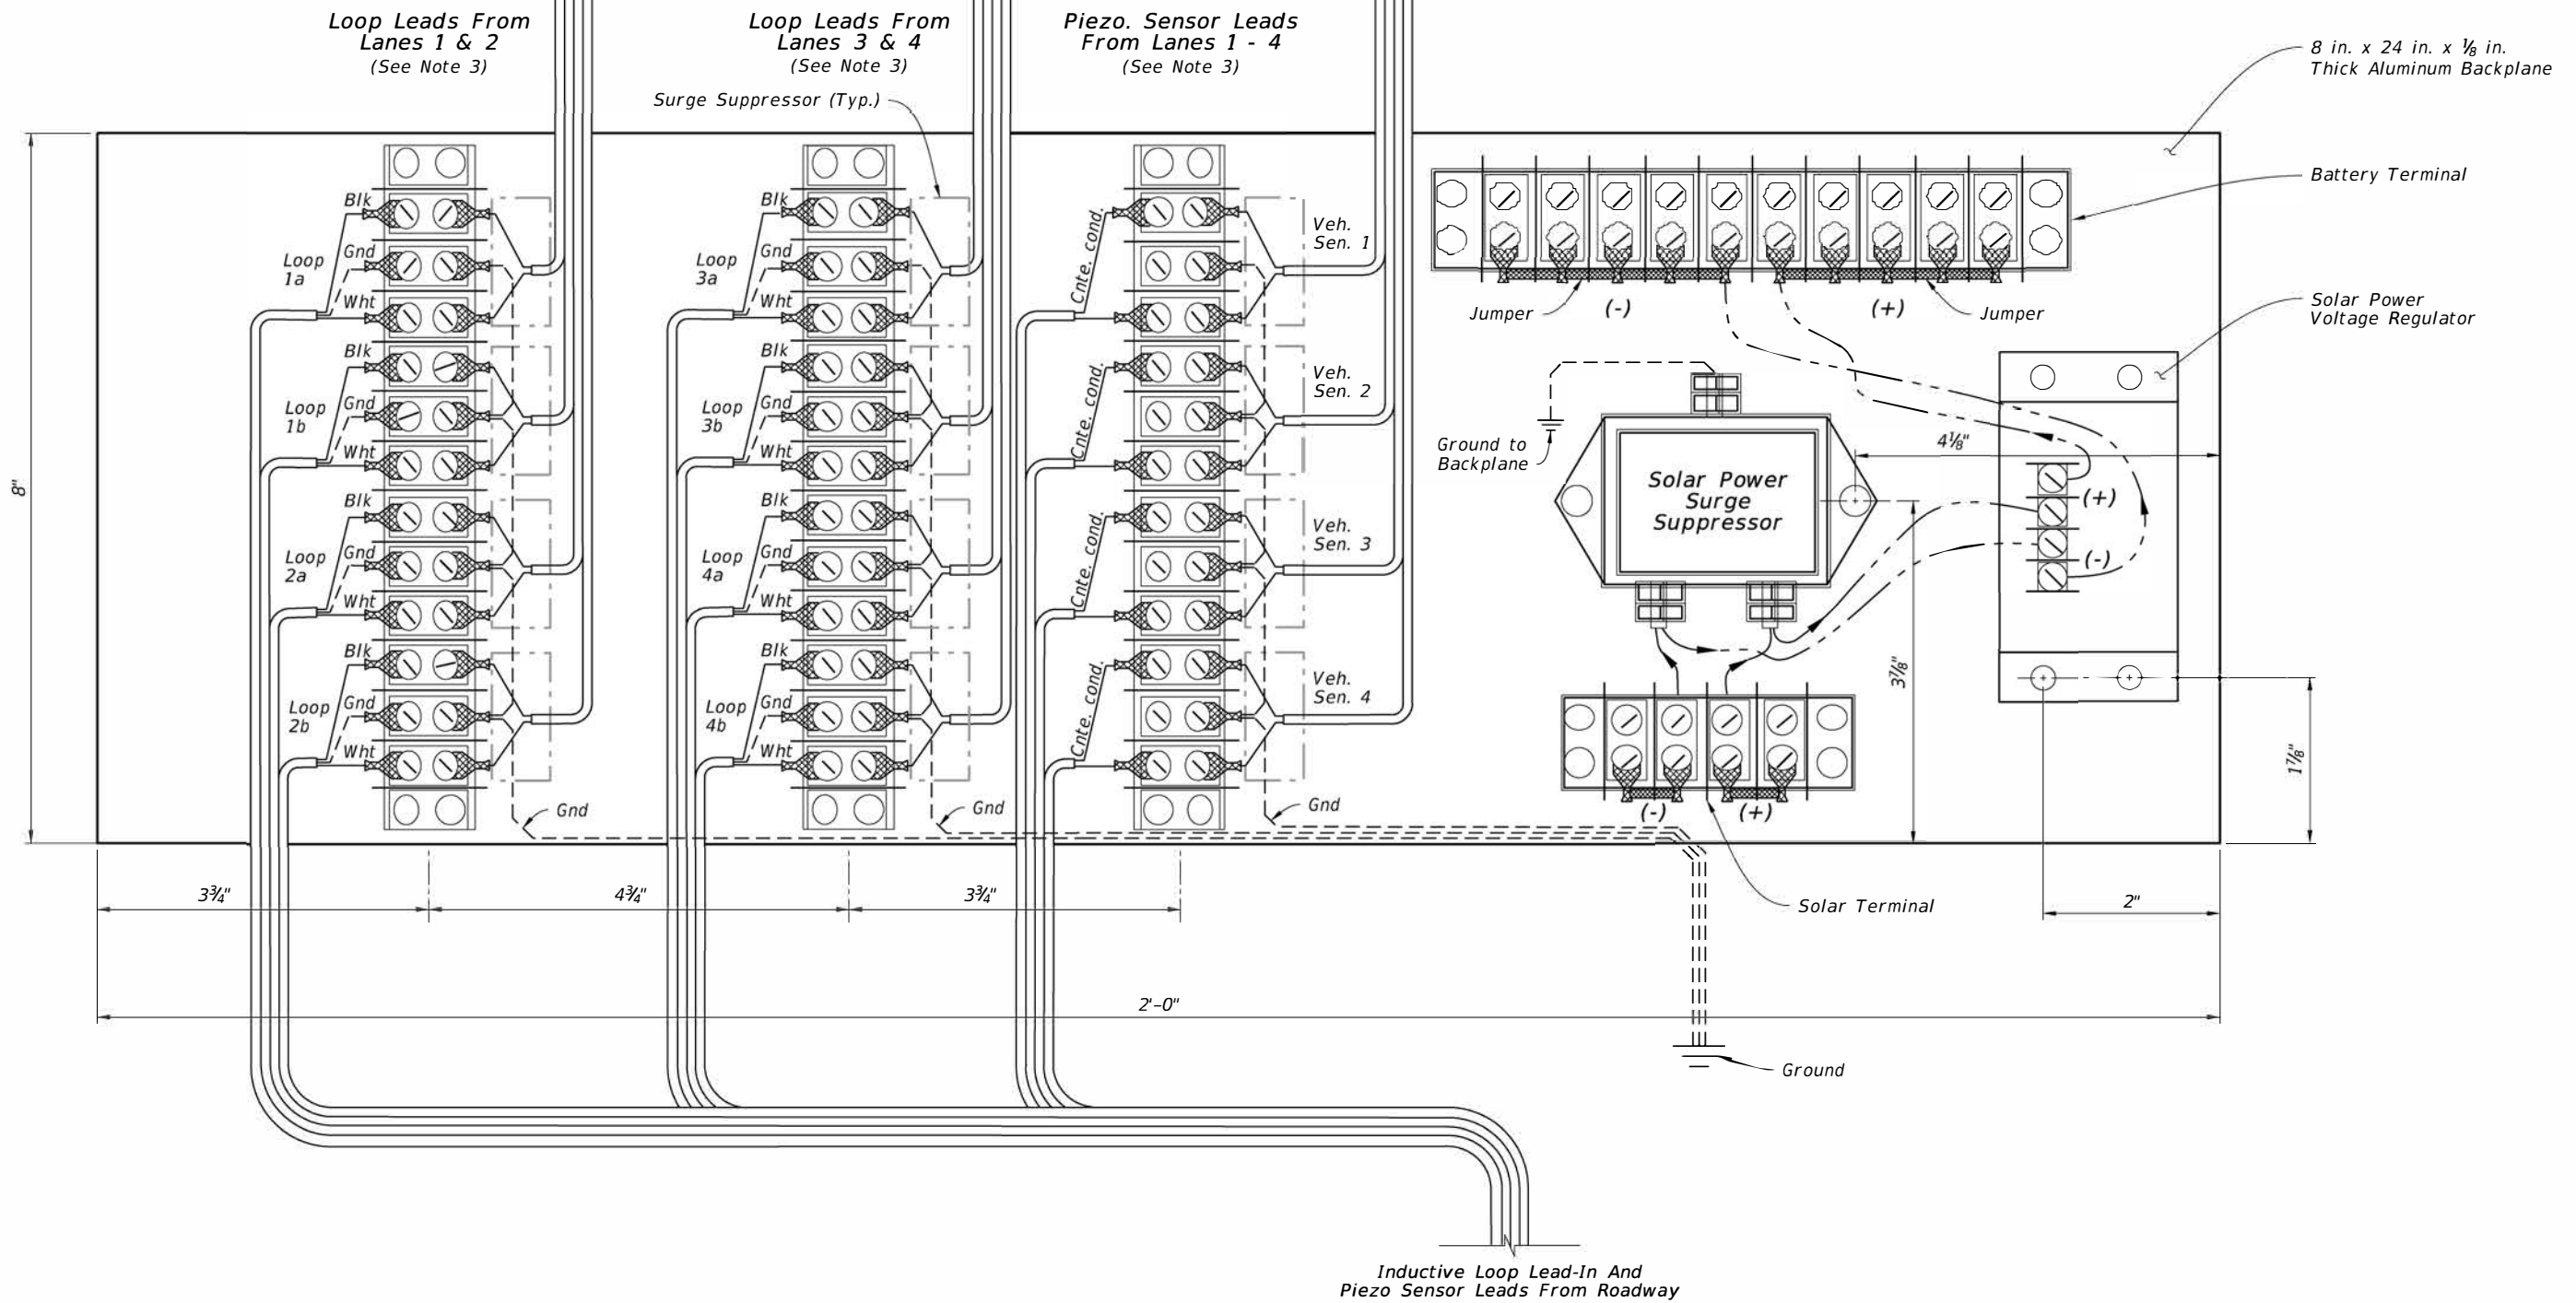 Loop Leads From
Lanes 1 & 2
(See Note 3)
Loop Leads From
Lanes 3 & 4
(See Note 3)
Piezo. Sensor Leads
From Lanes 1 - 4
(See Note 3)
8 in. x 24 in. x ⅛ in.
Thick Aluminum Backplane
Surge Suppressor (Typ.)
Battery Terminal
Solar Power
Voltage Regulator
8"
Blk
Gnd
Wht
Loop
1a
Blk
Gnd
Wht
Loop
1b
Blk
Gnd
Wht
Loop
2a
Blk
Gnd
Wht
Loop
2b
Gnd
Blk
Gnd
Wht
Loop
3a
Blk
Gnd
Wht
Loop
3b
Blk
Gnd
Wht
Loop
4a
Blk
Gnd
Wht
Loop
4b
Gnd
Cnte. cond.
Cnte. cond.
Cnte. cond.
Cnte. cond.
Veh.
Sen. 1
Veh.
Sen. 2
Veh.
Sen. 3
Veh.
Sen. 4
Gnd
Jumper
(-)
(+)
Jumper
Ground to
Backplane
Solar Power
Surge
Suppressor
4⅛"
(+)
(-)
3⅞"
1⅞"
(-)
(+)
Solar Terminal
3¾"
4¾"
3¾"
2"
2'-0"
Ground
Inductive Loop Lead-In And
Piezo Sensor Leads From Roadway